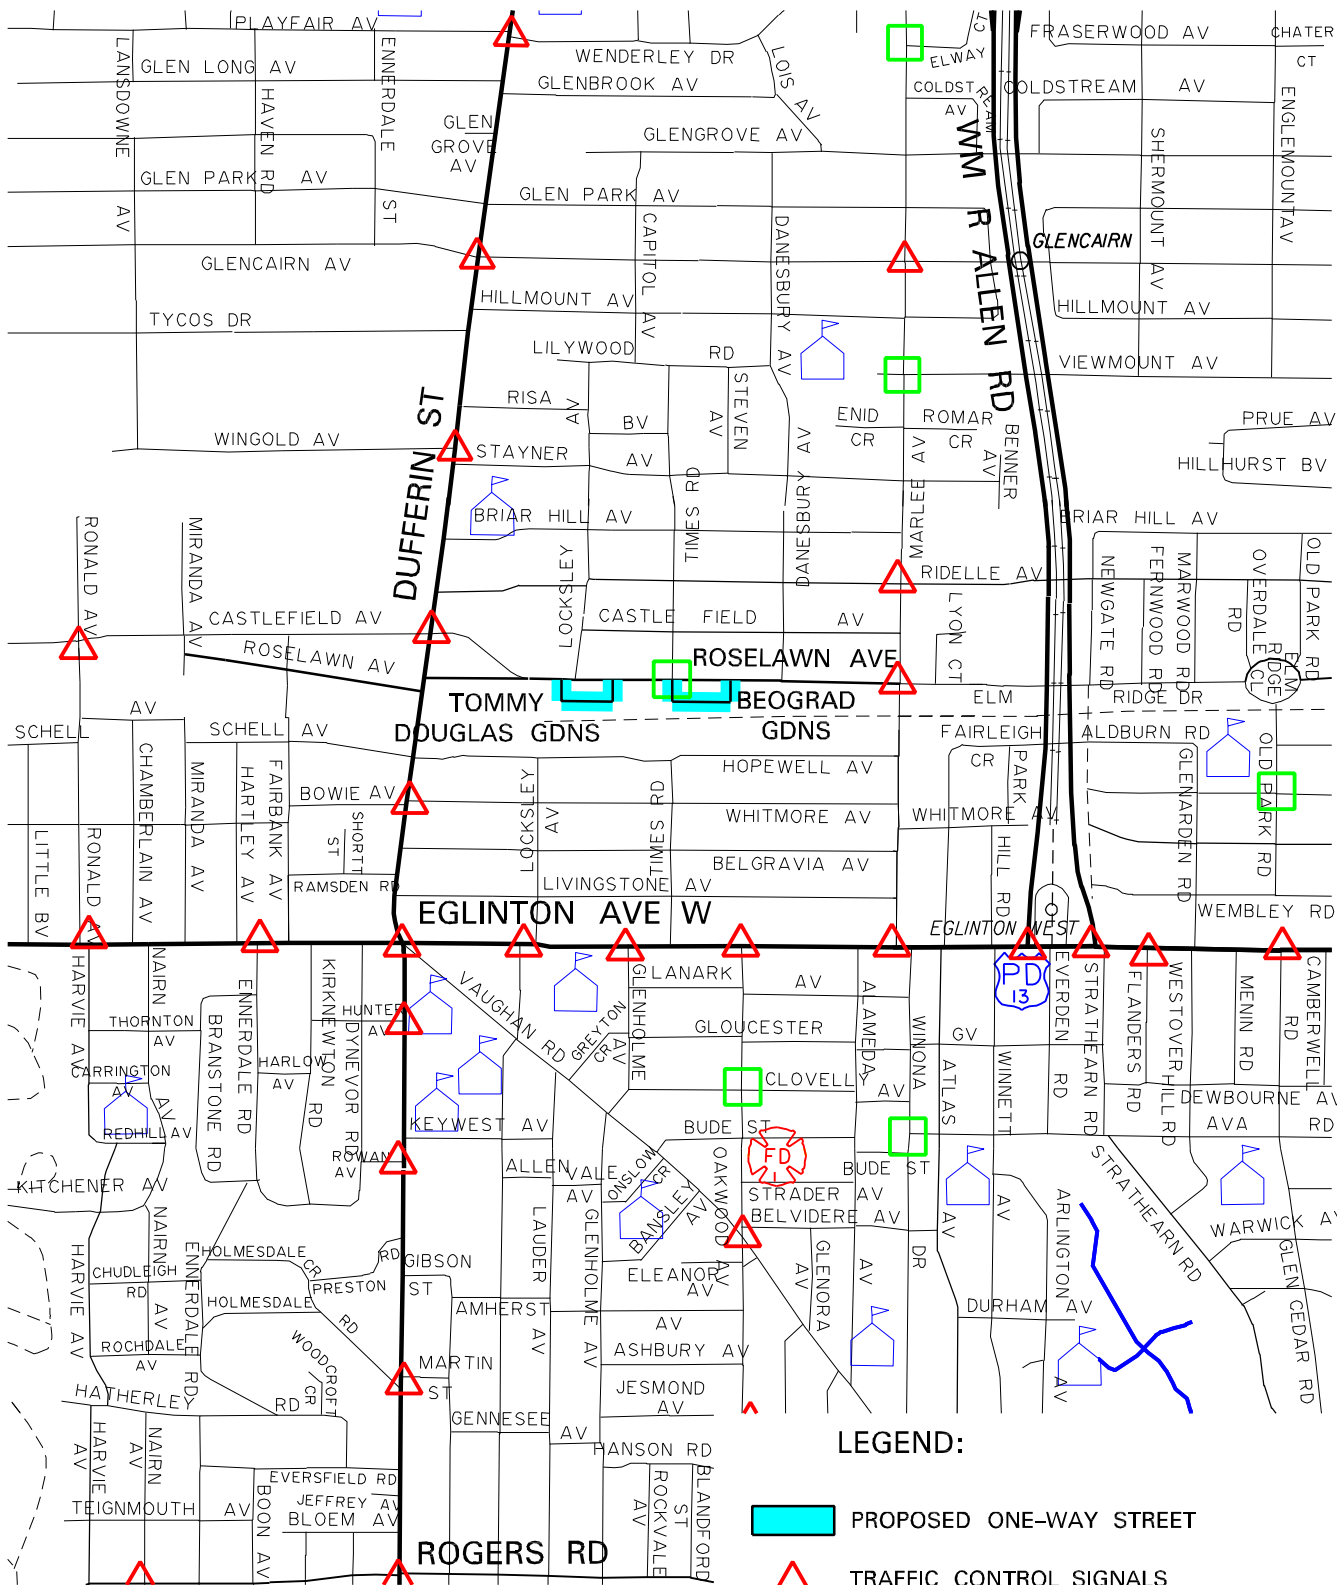 PLAYFAIR AV
LANSDOWNE AV
GLEN LONG AV
HAVEN RD
ENNERDALE ST
GLEN GROVE AV
GLEN PARK AV
GLENCAIRN AV
TYCOS DR
WINGOLD AV
WENDERLEY DR
GLENBROOK AV
LOIS AV
GLENGROVE AV
GLEN PARK AV
CAPITOL AV
DANESBURY AV
HILLMOUNT AV
LILYWOOD RD
RISA
AV
BV
STEVEN AV
STAYNER AV
BRIAR HILL AV
TIMES RD
DANESBURY AV
ENID CR
ROMAR CR
BENNER AV
MARLEE AV
ELWAY CT
COLDSTREAM AV
WM R ALLEN RD
FRASERWOOD AV
CHATER CT
COLDSTREAM AV
SHERMOUNT AV
ENGLEMOUNT AV
GLENCAIRN
HILLMOUNT AV
VIEWMOUNT AV
PRUE AV
HILLHURST BV
BRIAR HILL AV
DUFFERIN ST
RONALD AV
MIRANDA AV
CASTLEFIELD AV
ROSELAWN AV
LOCKSLEY
CASTLE FIELD AV
RIDELLE AV
LYON CT
NEWGATE RD
FERNWOOD RD
MARWOOD RD
OVERDALE RD
OLD PARK RD
ELM RIDGE CL
ROSELAWN AVE
TOMMY DOUGLAS GDNS
BEOGRAD GDNS
ELM RIDGE DR
SCHELL AV
SCHELL AV
CHAMBERLAIN AV
MIRANDA AV
HARTLEY AV
FAIRBANK AV
BOWIE AV
SHORTT ST
RAMSDEN RD
LITTLE BV
RONALD AV
LOCKSLEY AV
TIMES RD
HOPEWELL AV
WHITMORE AV
BELGRAVIA AV
LIVINGSTONE AV
FAIRLEIGH CR
PARK HILL RD
WHITMORE AV
ALDBURN RD
GLENARDEN RD
OLD PARK RD
WEMBLEY RD
EGLINTON AVE W
EGLINTON WEST
PD
13
HARVIE AV
NAIRN AV
THORNTON AV
CARRINGTON AV
REDHILL AV
KITCHENER AV
BRANSTONE RD
ENNERDALE RD
HARLOW AV
KIRKNEWTON RD
HUNTER AV
DYNEVOR RD
ROWAN AV
VAUGHAN RD
GREYTON CR
GLENHOLME AV
GLANARK AV
GLOUCESTER
CLOVELLY AV
ALAMEDA
WINONA
GV
ATLAS
WINNETT
EVERDEN RD
STRATHEARN RD
FLANDERS RD
WESTOVER HILL RD
MENIN RD
CAMBERWELL RD
DEWBOURNE AV
AVA RD
KEYWEST AV
ALLEN
VALE AV
ONSLOW CR
BANSLEY AV
OAKWOOD AV
BUDE ST
FD
BUDE ST
STRADER AV
BELVIDERE AV
ELEANOR AV
GLENORA AV
AV
DR
AV
AV
ARLINGTON AV
DURHAM AV
STRATHEARN RD
WARWICK AV
GLEN CEDAR RD
HARVIE AV
NAIRN AV
CHUDLEIGH RD
ROCHDALE AV
ENNERDALE RD
HOLMESDALE CR
HOLMESDALE RD
PRESTON RD
WOODCROFT CR
GIBSON ST
AMHERST AV
LAUDER AV
GLENHOLME AV
ASHBURY AV
MARTIN ST
JESMOND AV
GENNESEE AV
HANSON RD
ROCKVALE AV
BLANDFORD ST
HATHERLEY RD
HARVIE AV
NAIRN AV
TEIGNMOUTH AV
BOON AV
EVERSFIELD RD
JEFFREY AV
BLOEM AV
ROGERS RD
LEGEND:
PROPOSED ONE-WAY STREET
TRAFFIC CONTROL SIGNALS